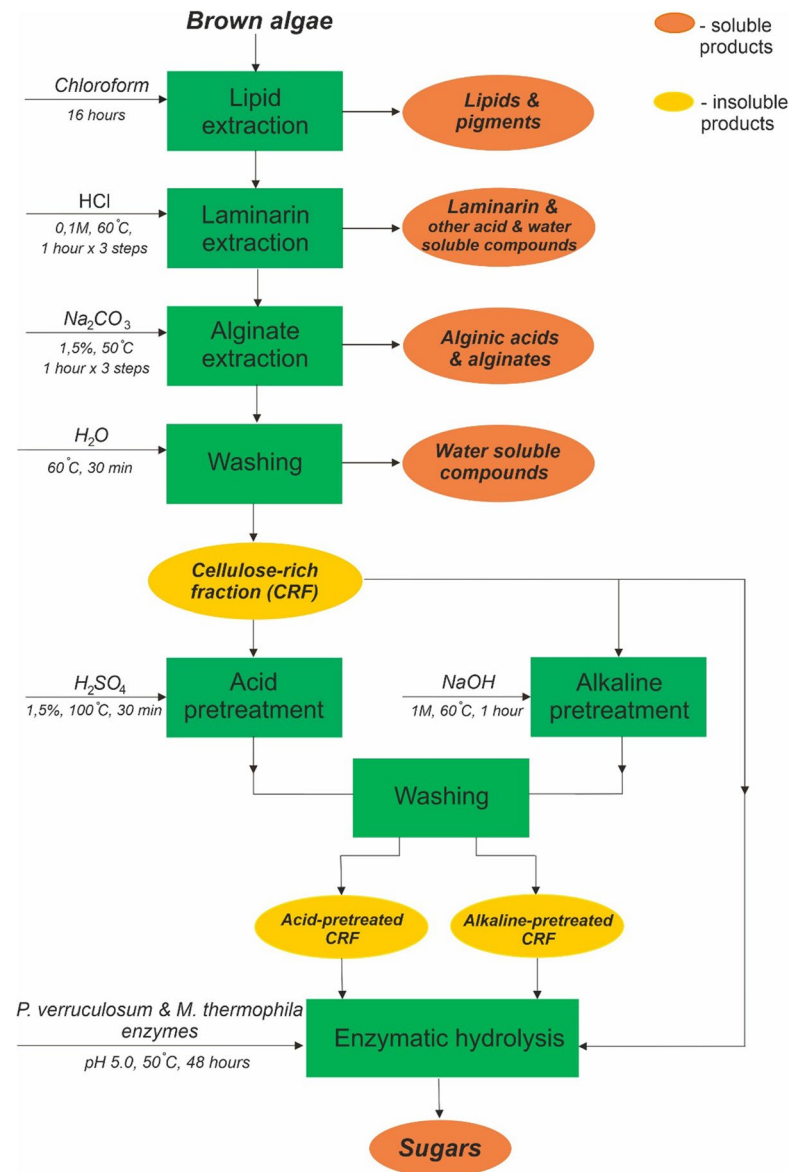 Brown algae
- soluble
products
- insoluble
products
Chloroform
16 hours
Lipid
extraction
Lipids &
pigments
HCl
0,1M, 60°C,
1 hour x 3 steps
Laminarin
extraction
Laminarin &
other acid & water
soluble compounds
Na₂CO₃
1,5%, 50°C
1 hour x 3 steps
Alginate
extraction
Alginic acids
& alginates
H₂O
60°C, 30 min
Washing
Water soluble
compounds
Cellulose-rich
fraction (CRF)
H₂SO₄
1,5%, 100°C, 30 min
Acid
pretreatment
NaOH
1M, 60°C, 1 hour
Alkaline
pretreatment
Washing
Acid-pretreated
CRF
Alkaline-pretreated
CRF
P. verruculosum & M. thermophila
enzymes
pH 5.0, 50°C, 48 hours
Enzymatic hydrolysis
Sugars